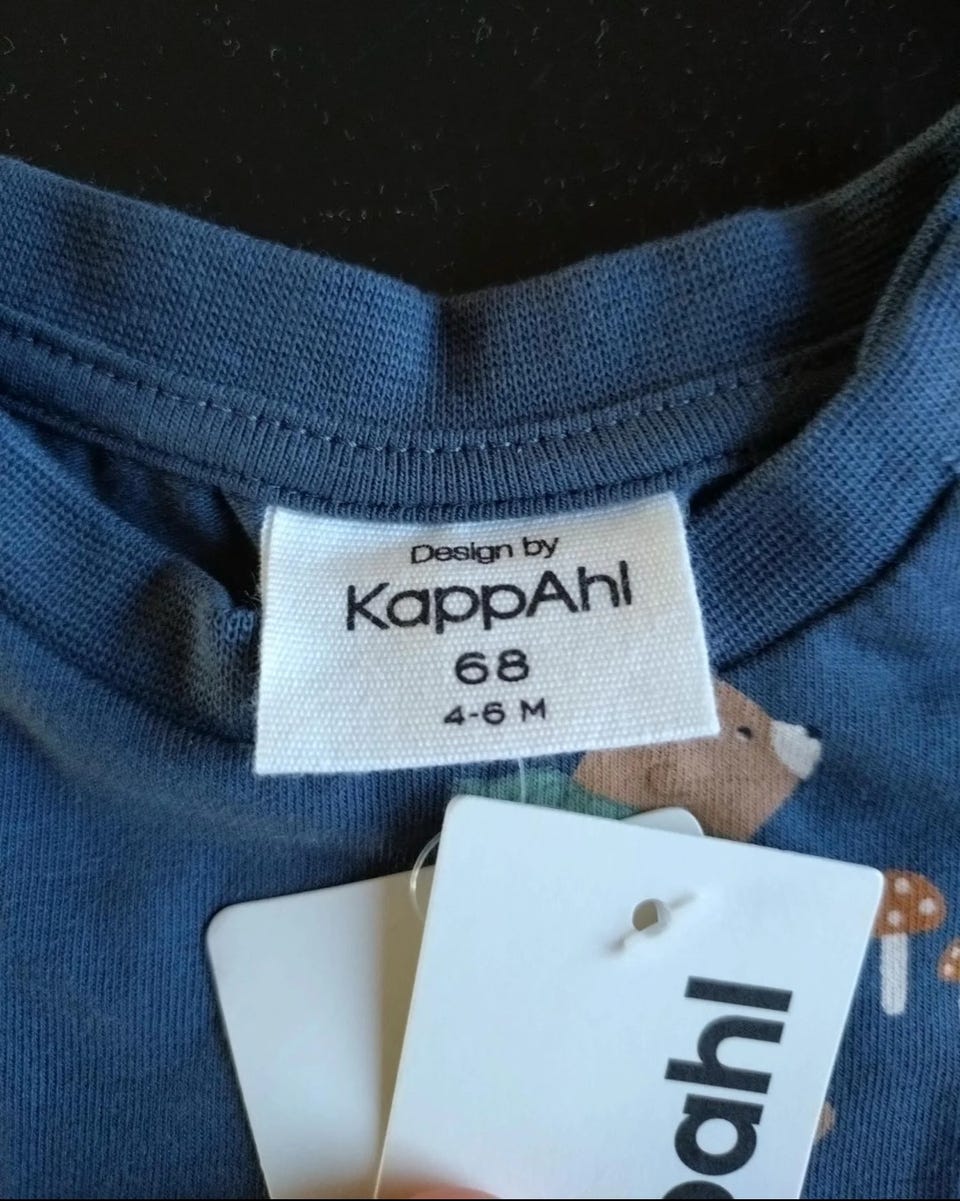 Design by
KappAhl
68
4-6 M
pahl